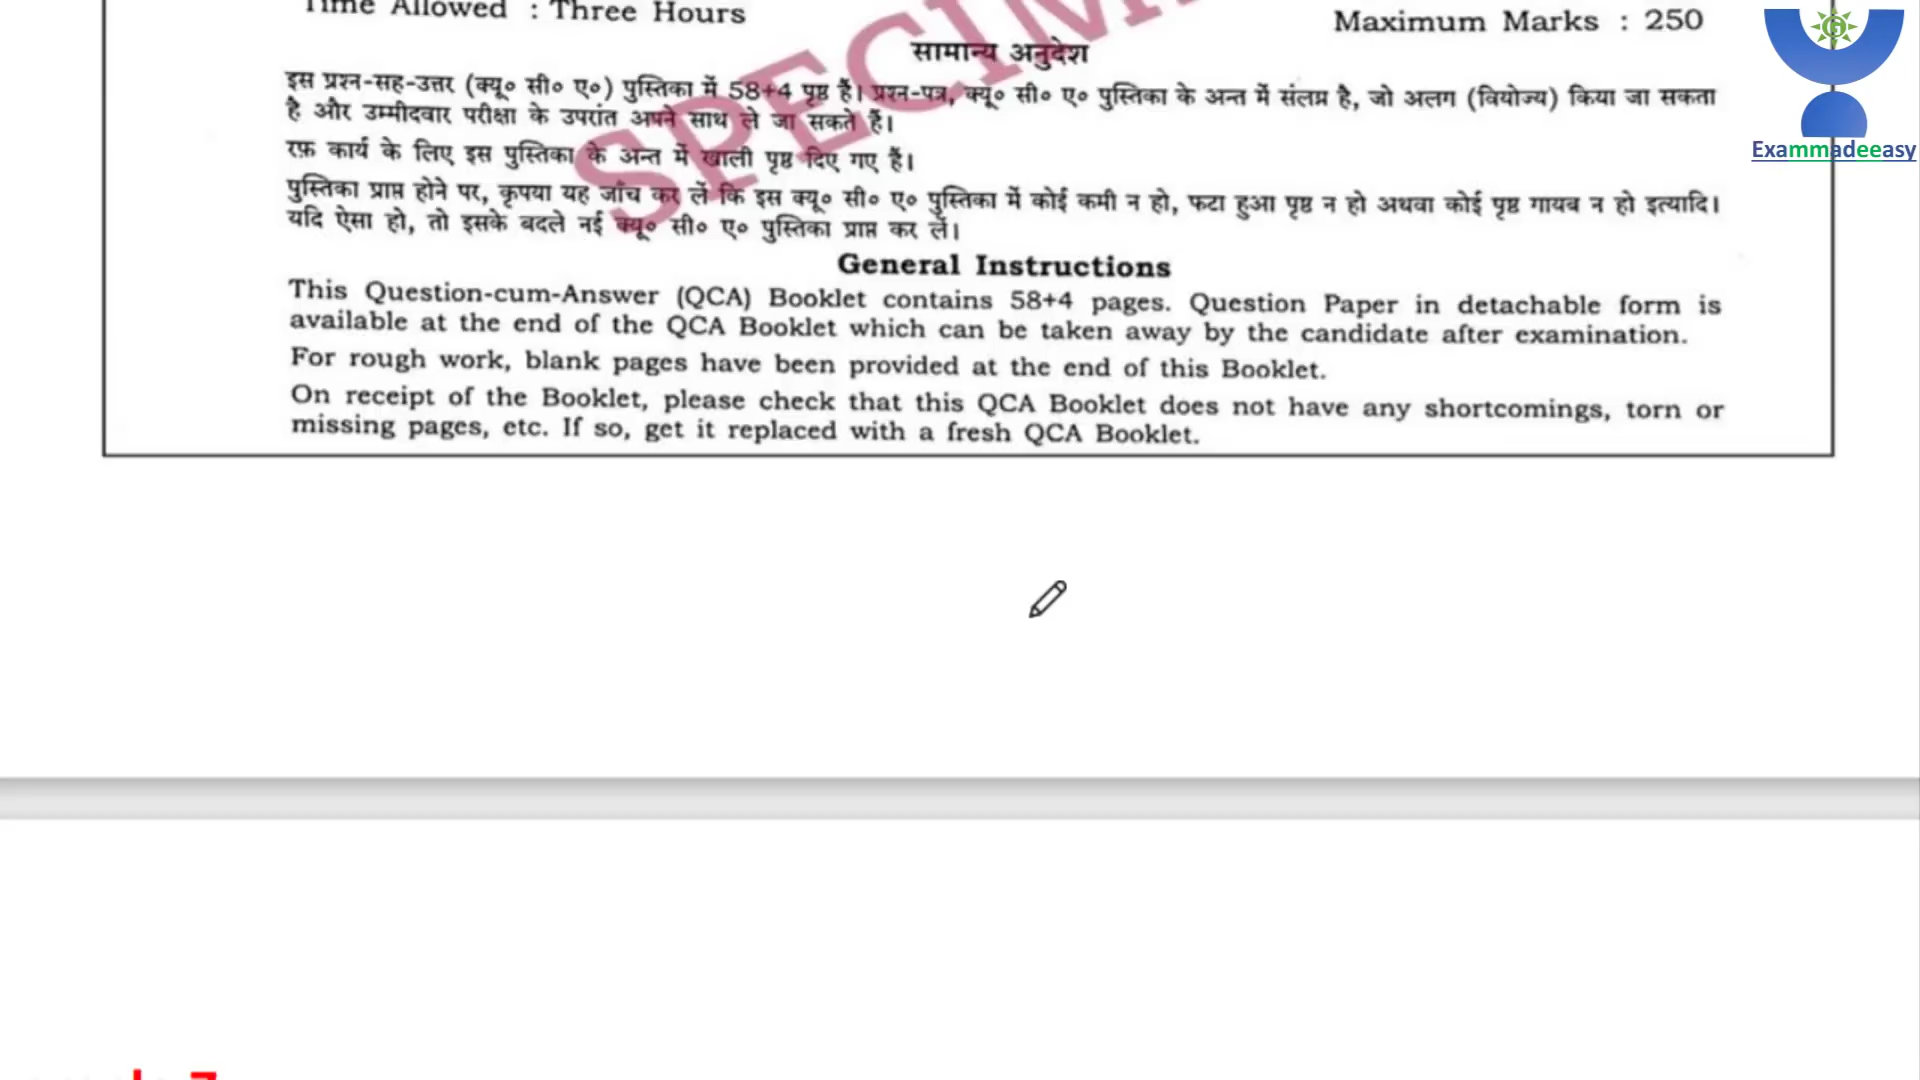 Time Allowed : Three Hours
Maximum Marks : 250
सामान्य अनुदेश
इस प्रश्न-सह-उत्तर (क्यू० सी० ए०) पुस्तिका में 58+4 पृष्ठ हैं। प्रश्न-पत्र, क्यू० सी० ए० पुस्तिका के अन्त में संलग्न है, जो अलग (वियोज्य) किया जा सकता
है और उम्मीदवार परीक्षा के उपरांत अपने साथ ले जा सकते हैं।
रफ़ कार्य के लिए इस पुस्तिका के अन्त में खाली पृष्ठ दिए गए हैं।
पुस्तिका प्राप्त होने पर, कृपया यह जाँच कर लें कि इस क्यू० सी० ए० पुस्तिका में कोई कमी न हो, फटा हुआ पृष्ठ न हो अथवा कोई पृष्ठ गायब न हो इत्यादि।
यदि ऐसा हो, तो इसके बदले नई क्यू० सी० ए० पुस्तिका प्राप्त कर लें।
General Instructions
This Question-cum-Answer (QCA) Booklet contains 58+4 pages. Question Paper in detachable form is
available at the end of the QCA Booklet which can be taken away by the candidate after examination.
For rough work, blank pages have been provided at the end of this Booklet.
On receipt of the Booklet, please check that this QCA Booklet does not have any shortcomings, torn or
missing pages, etc. If so, get it replaced with a fresh QCA Booklet.
Exammadeeasy